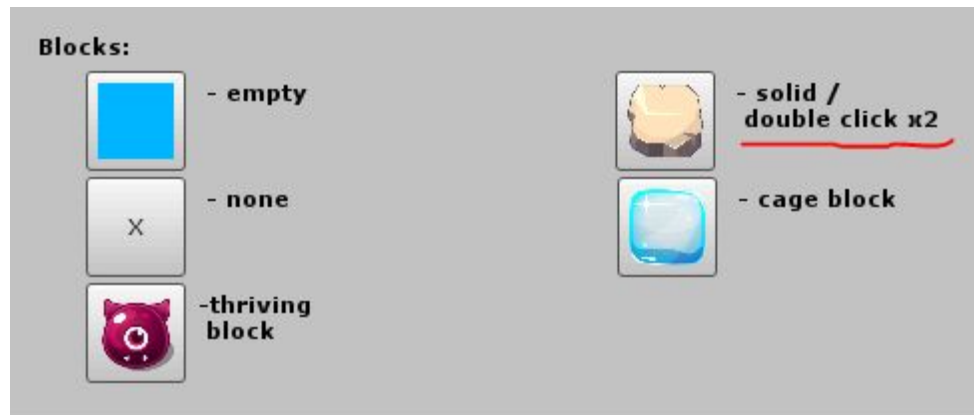 Blocks:
- empty
- none
X
-thriving
block
- solid /
double click x2
- cage block